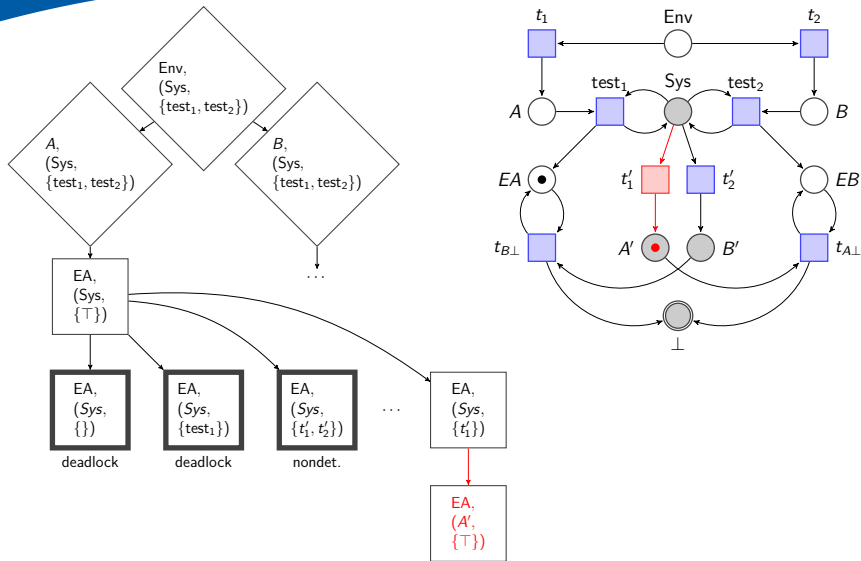 Env,
(Sys,
{test₁, test₂})
A,
(Sys,
{test₁, test₂})
B,
(Sys,
{test₁, test₂})
EA,
(Sys,
{⊤})
...
EA,
(Sys,
{})
deadlock
EA,
(Sys,
{test₁})
deadlock
EA,
(Sys,
{t′₁, t′₂})
nondet.
...
EA,
(Sys,
{t′₁})
EA,
(A′,
{⊤})
t₁
Env
t₂
test₁
Sys
test₂
A
B
EA
t′₁
t′₂
EB
t_B⊥
A′
B′
t_A⊥
⊥